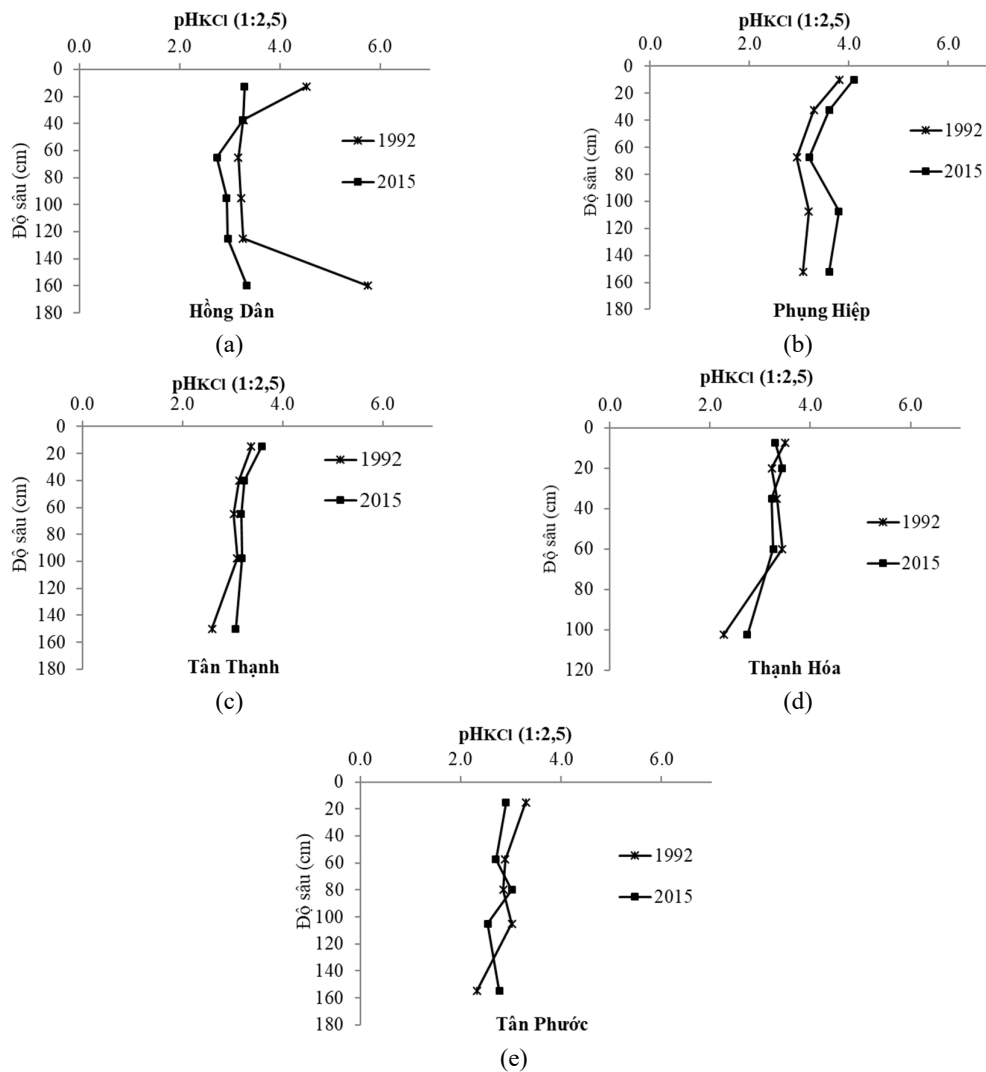 pHKCl (1:2,5)
0.0 2.0 4.0 6.0
0
20
40
60
80
100
120
140
160
180
Độ sâu (cm)
1992
2015
Hồng Dân
(a)
pHKCl (1:2,5)
0.0 2.0 4.0 6.0
0
20
40
60
80
100
120
140
160
180
Độ sâu (cm)
1992
2015
Phụng Hiệp
(b)
pHKCl (1:2,5)
0.0 2.0 4.0 6.0
0
20
40
60
80
100
120
140
160
180
Độ sâu (cm)
1992
2015
Tân Thạnh
(c)
pHKCl (1:2,5)
0.0 2.0 4.0 6.0
0
20
40
60
80
100
120
Độ sâu (cm)
1992
2015
Thạnh Hóa
(d)
pHKCl (1:2,5)
0.0 2.0 4.0 6.0
0
20
40
60
80
100
120
140
160
180
Độ sâu (cm)
1992
2015
Tân Phước
(e)